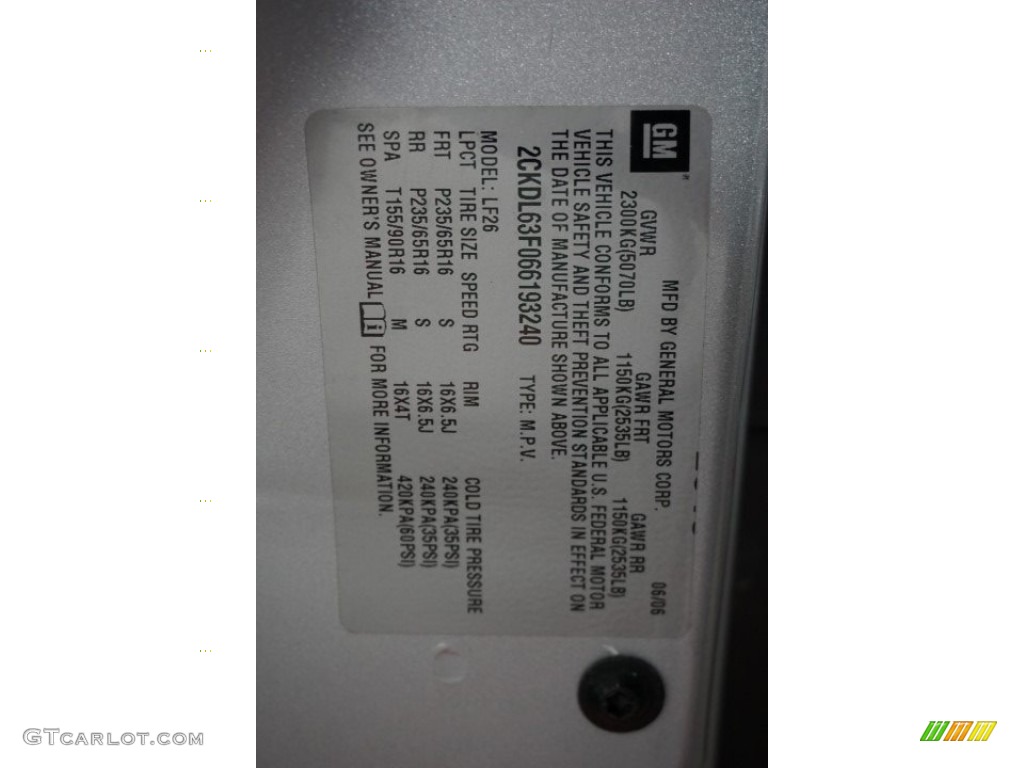 GM
MFD BY GENERAL MOTORS CORP. 06/06
GVWR GAWR FRT GAWR RR
2300KG(5070LB) 1150KG(2535LB) 1150KG(2535LB)
THIS VEHICLE CONFORMS TO ALL APPLICABLE U.S. FEDERAL MOTOR
VEHICLE SAFETY AND THEFT PREVENTION STANDARDS IN EFFECT ON
THE DATE OF MANUFACTURE SHOWN ABOVE.
2CKDL63F066193240 TYPE: M.P.V.
MODEL: LF26
LPCT TIRE SIZE SPEED RTG RIM COLD TIRE PRESSURE
FRT P235/65R16 S 16X6.5J 240KPA(35PSI)
RR P235/65R16 S 16X6.5J 240KPA(35PSI)
SPA T155/90R16 M 16X4T 420KPA(60PSI)
SEE OWNER'S MANUAL i FOR MORE INFORMATION.
GTCARLOT.COM